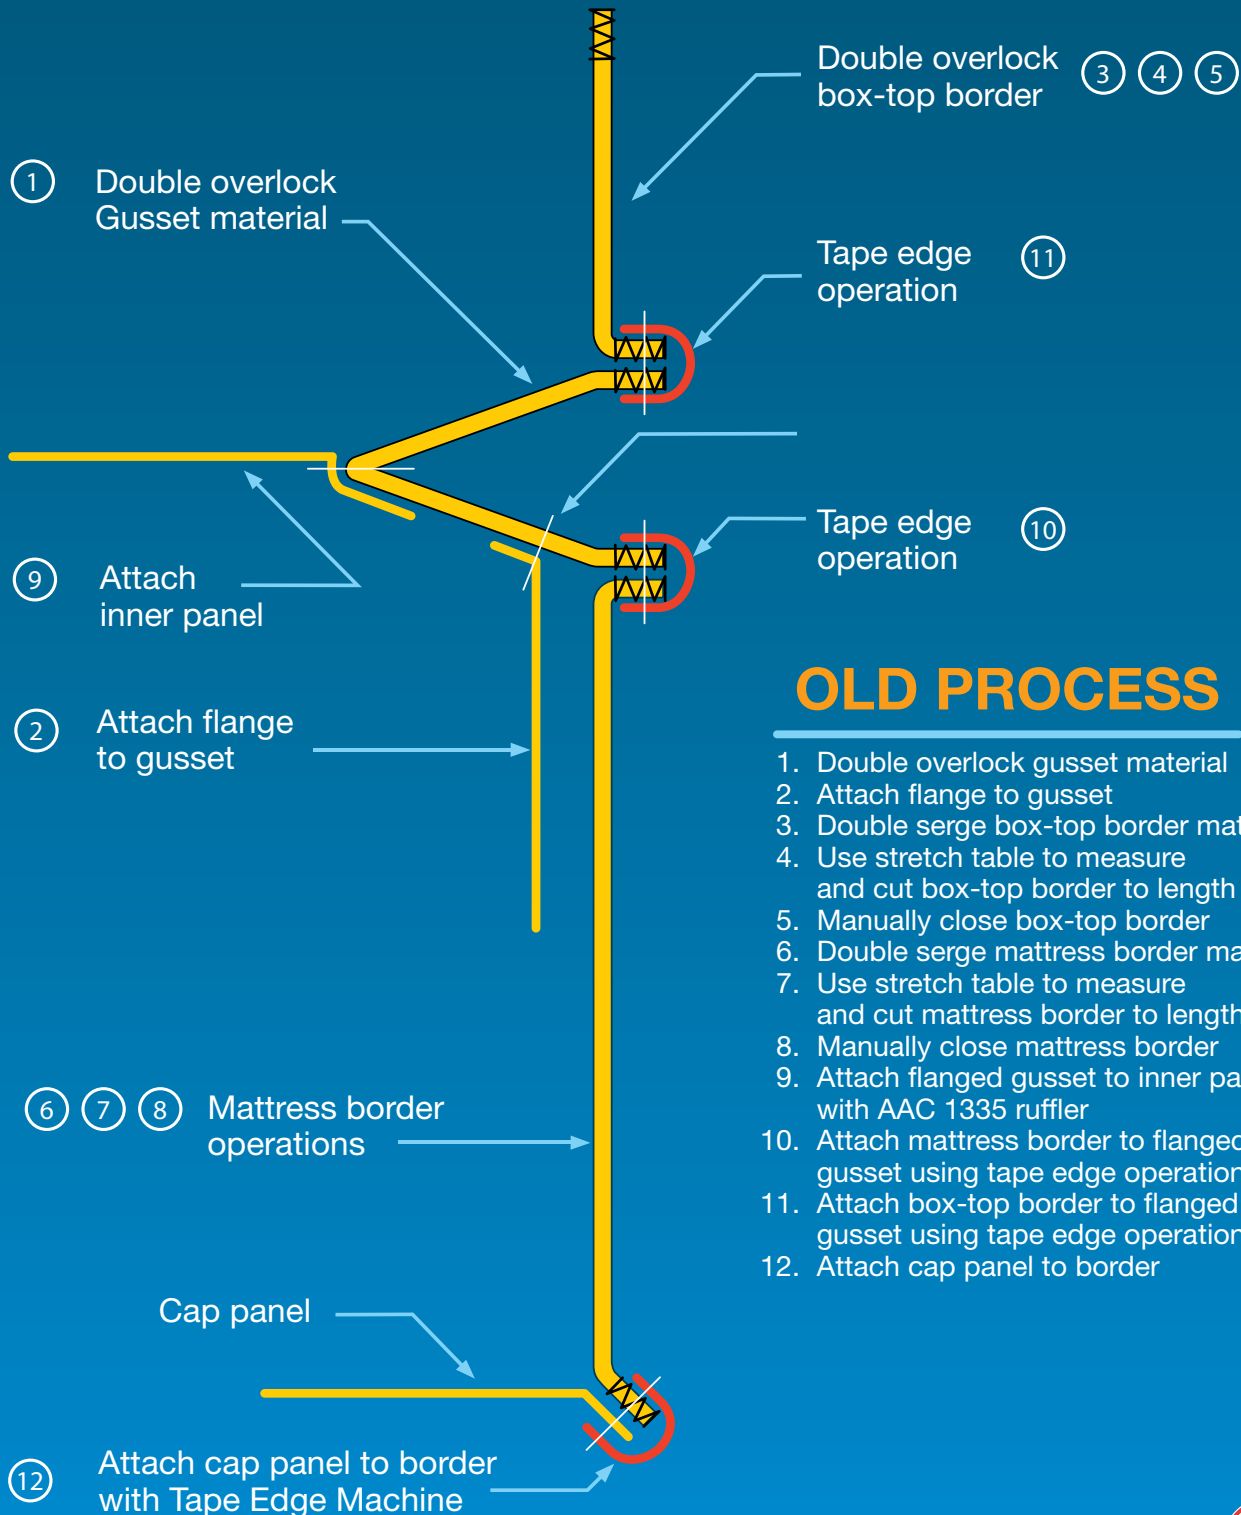 Double overlock
box-top border
3 4 5
1
Double overlock
Gusset material
Tape edge
operation
11
Tape edge
operation
10
9
Attach
inner panel
2
Attach flange
to gusset
OLD PROCESS
1. Double overlock gusset material
2. Attach flange to gusset
3. Double serge box-top border mat
4. Use stretch table to measure
and cut box-top border to length
5. Manually close box-top border
6. Double serge mattress border ma
7. Use stretch table to measure
and cut mattress border to length
8. Manually close mattress border
9. Attach flanged gusset to inner pa
with AAC 1335 ruffler
10. Attach mattress border to flanged
gusset using tape edge operation
11. Attach box-top border to flanged
gusset using tape edge operation
12. Attach cap panel to border
6 7 8
Mattress border
operations
Cap panel
12
Attach cap panel to border
with Tape Edge Machine